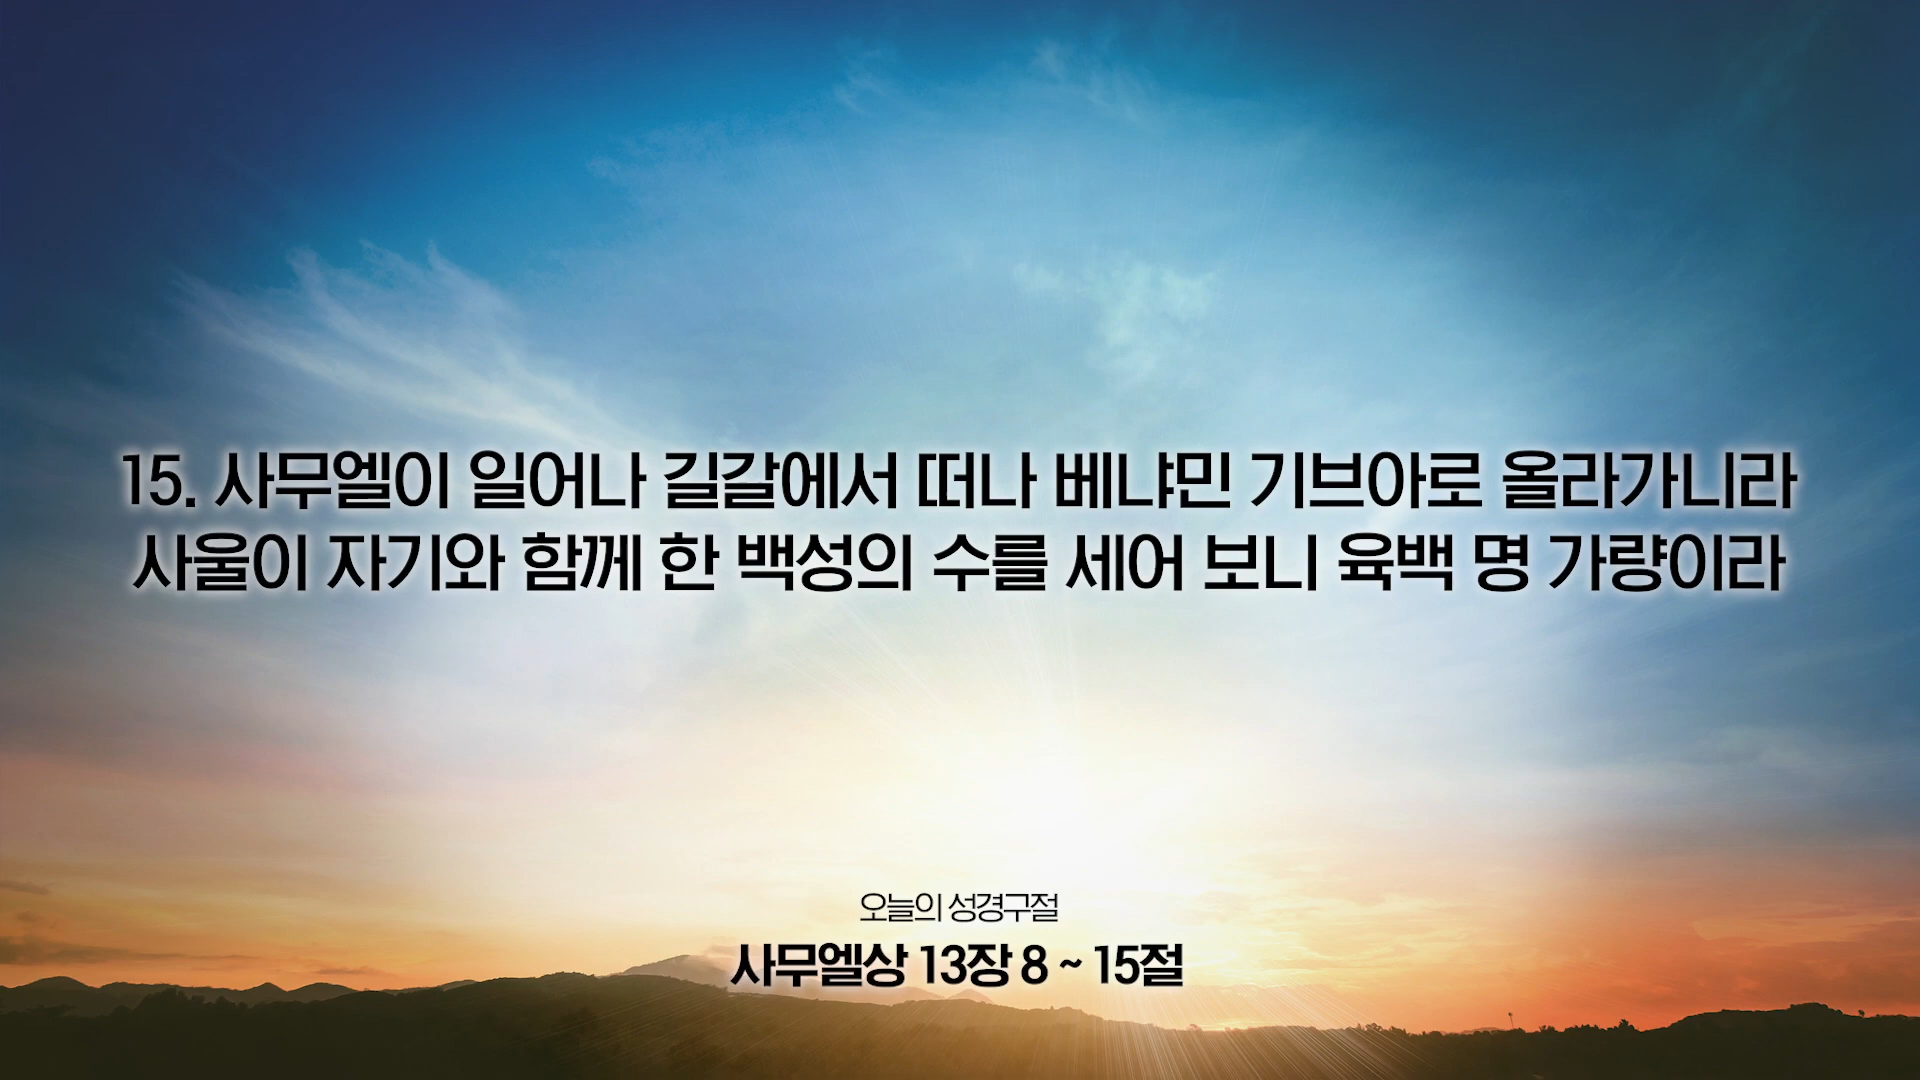 15. 사무엘이 일어나 길갈에서 떠나 베냐민 기브아로 올라가니라
사울이 자기와 함께 한 백성의 수를 세어 보니 육백 명 가량이라
오늘의 성경구절
사무엘상 13장 8 ~ 15절